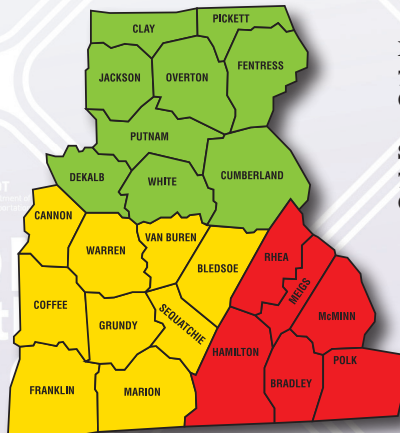 CLAY
PICKETT
JACKSON
OVERTON
FENTRESS
PUTNAM
DEKALB
WHITE
CUMBERLAND
CANNON
WARREN
VAN BUREN
BLEDSOE
RHEA
MEIGS
McMINN
COFFEE
GRUNDY
SEQUATCHIE
HAMILTON
BRADLEY
POLK
FRANKLIN
MARION